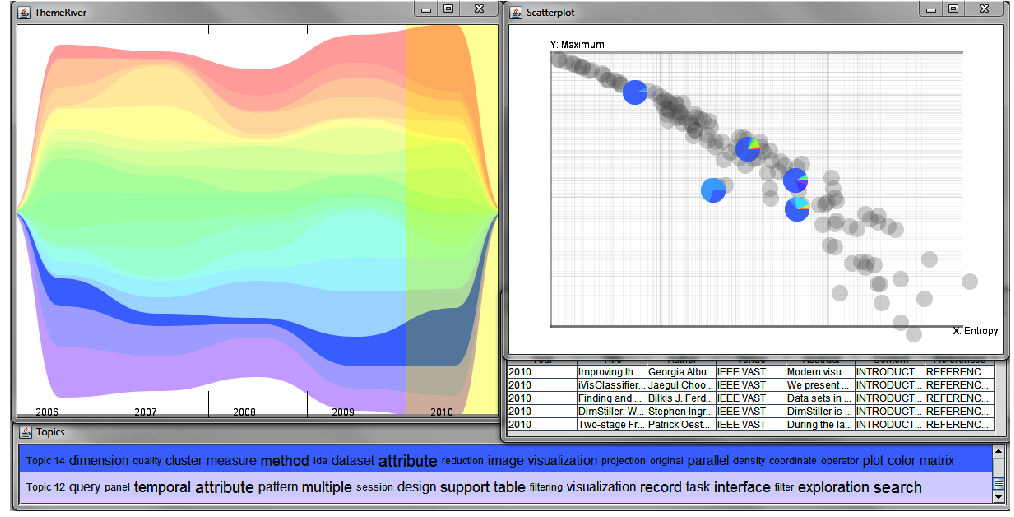 ThemeRiver
2006 2007 2008 2009 2010
Scatterplot
Y: Maximum
X: Entropy
2010 Improving th... Georgia Albu... IEEE VAST Modern visu... INTRODUCT... REFERENC...
2010 iVisClassifier... Jaegul Choo... IEEE VAST We present ... INTRODUCT... REFERENC...
2010 Finding and ... Bilkis J. Ferd... IEEE VAST Data sets in ... INTRODUCT... REFERENC...
2010 DimStiller: W... Stephen Ingr... IEEE VAST DimStiller is ... INTRODUCT... REFERENC...
2010 Two-stage Fr... Patrick Oest... IEEE VAST During the la... INTRODUCT... REFERENC...
Topics
Topic 14 dimension quality cluster measure method lda dataset attribute reduction image visualization projection original parallel density coordinate operator plot color matrix
Topic 12 query panel temporal attribute pattern multiple session design support table filtering visualization record task interface filter exploration search